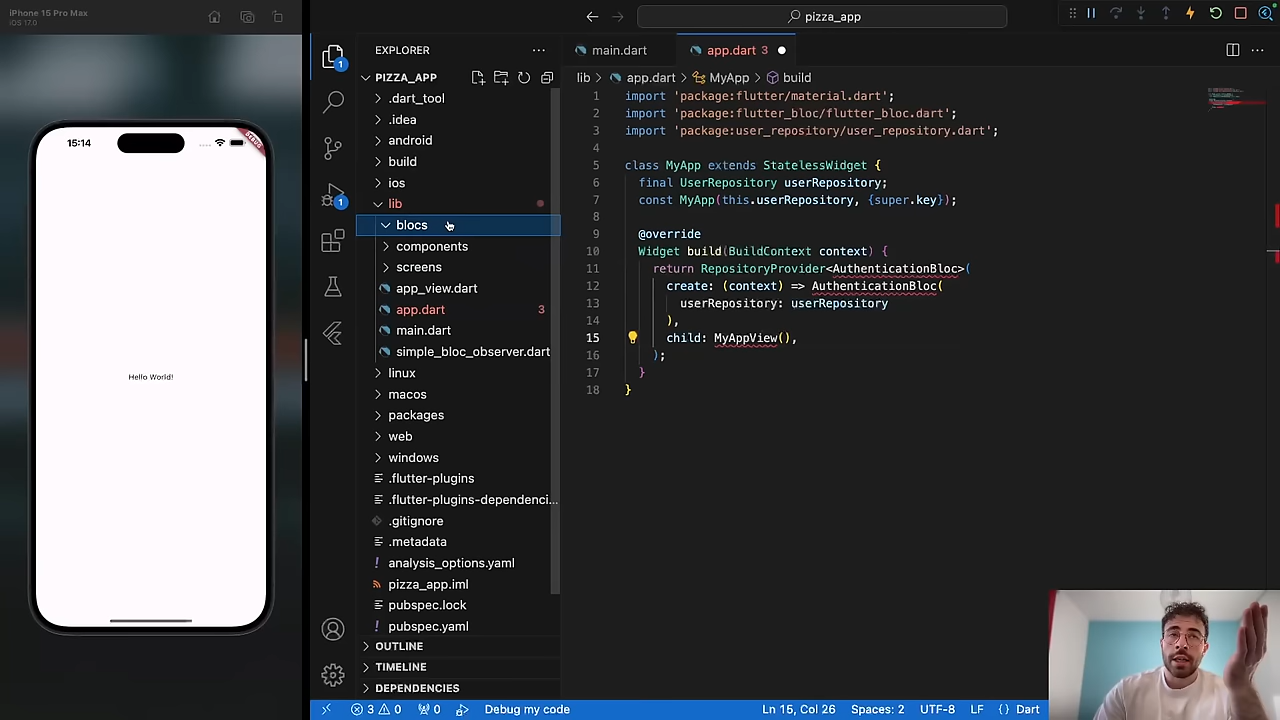 iPhone 15 Pro Max
iOS 17.0
15:14
DEBUG
Hello World!
pizza_app
1
1
EXPLORER
PIZZA_APP
.dart_tool
.idea
android
build
ios
lib
blocs
components
screens
app_view.dart
app.dart 3
main.dart
simple_bloc_observer.dart
linux
macos
packages
web
windows
.flutter-plugins
.flutter-plugins-dependenci...
.gitignore
.metadata
analysis_options.yaml
pizza_app.iml
pubspec.lock
pubspec.yaml
OUTLINE
TIMELINE
DEPENDENCIES
main.dart
app.dart 3
lib > app.dart > MyApp > build
1 import 'package:flutter/material.dart';
2 import 'package:flutter_bloc/flutter_bloc.dart';
3 import 'package:user_repository/user_repository.dart';
4
5 class MyApp extends StatelessWidget {
6 final UserRepository userRepository;
7 const MyApp(this.userRepository, {super.key});
8
9 @override
10 Widget build(BuildContext context) {
11 return RepositoryProvider<AuthenticationBloc>(
12 create: (context) => AuthenticationBloc(
13 userRepository: userRepository
14 ),
15 child: MyAppView(),
16 );
17 }
18 }
3 0 0 Debug my code
Ln 15, Col 26 Spaces: 2 UTF-8 LF {} Dart